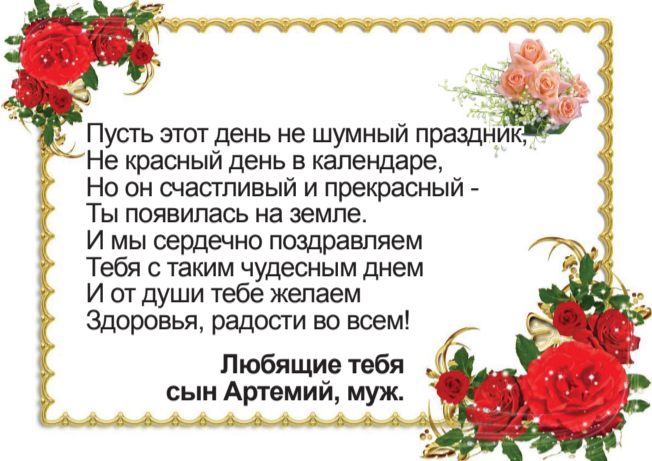 Пусть этот день не шумный праздник,
Не красный день в календаре,
Но он счастливый и прекрасный -
Ты появилась на земле.
И мы сердечно поздравляем
Тебя с таким чудесным днем
И от души тебе желаем
Здоровья, радости во всем!
Любящие тебя
сын Артемий, муж.